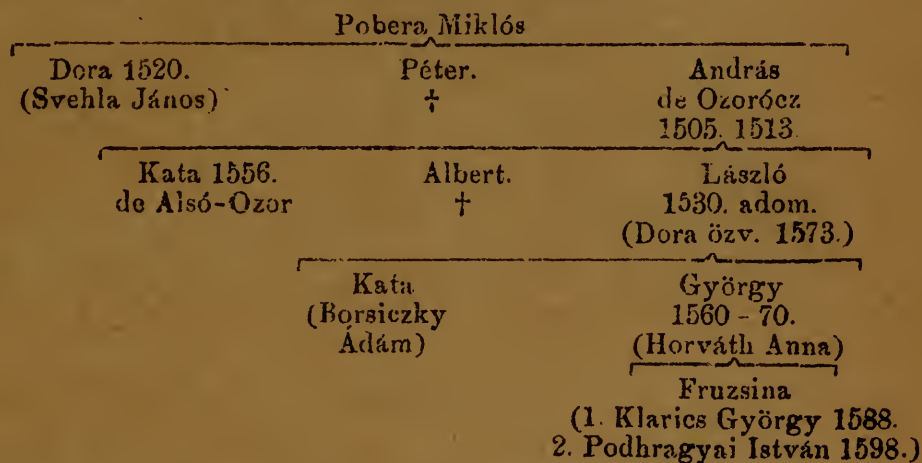 Pobera Miklós
Dora 1520. Péter. András
(Svehla János) † de Ozorócz
1505. 1513.
Kata 1556. Albert. László
de Alsó-Ozor † 1530. adom.
(Dora özv. 1573.)
Kata György
(Borsiczky 1560 - 70.
Ádám) (Horváth Anna)
Fruzsina
(1. Klarics György 1588.
2. Podhragyai István 1598.)